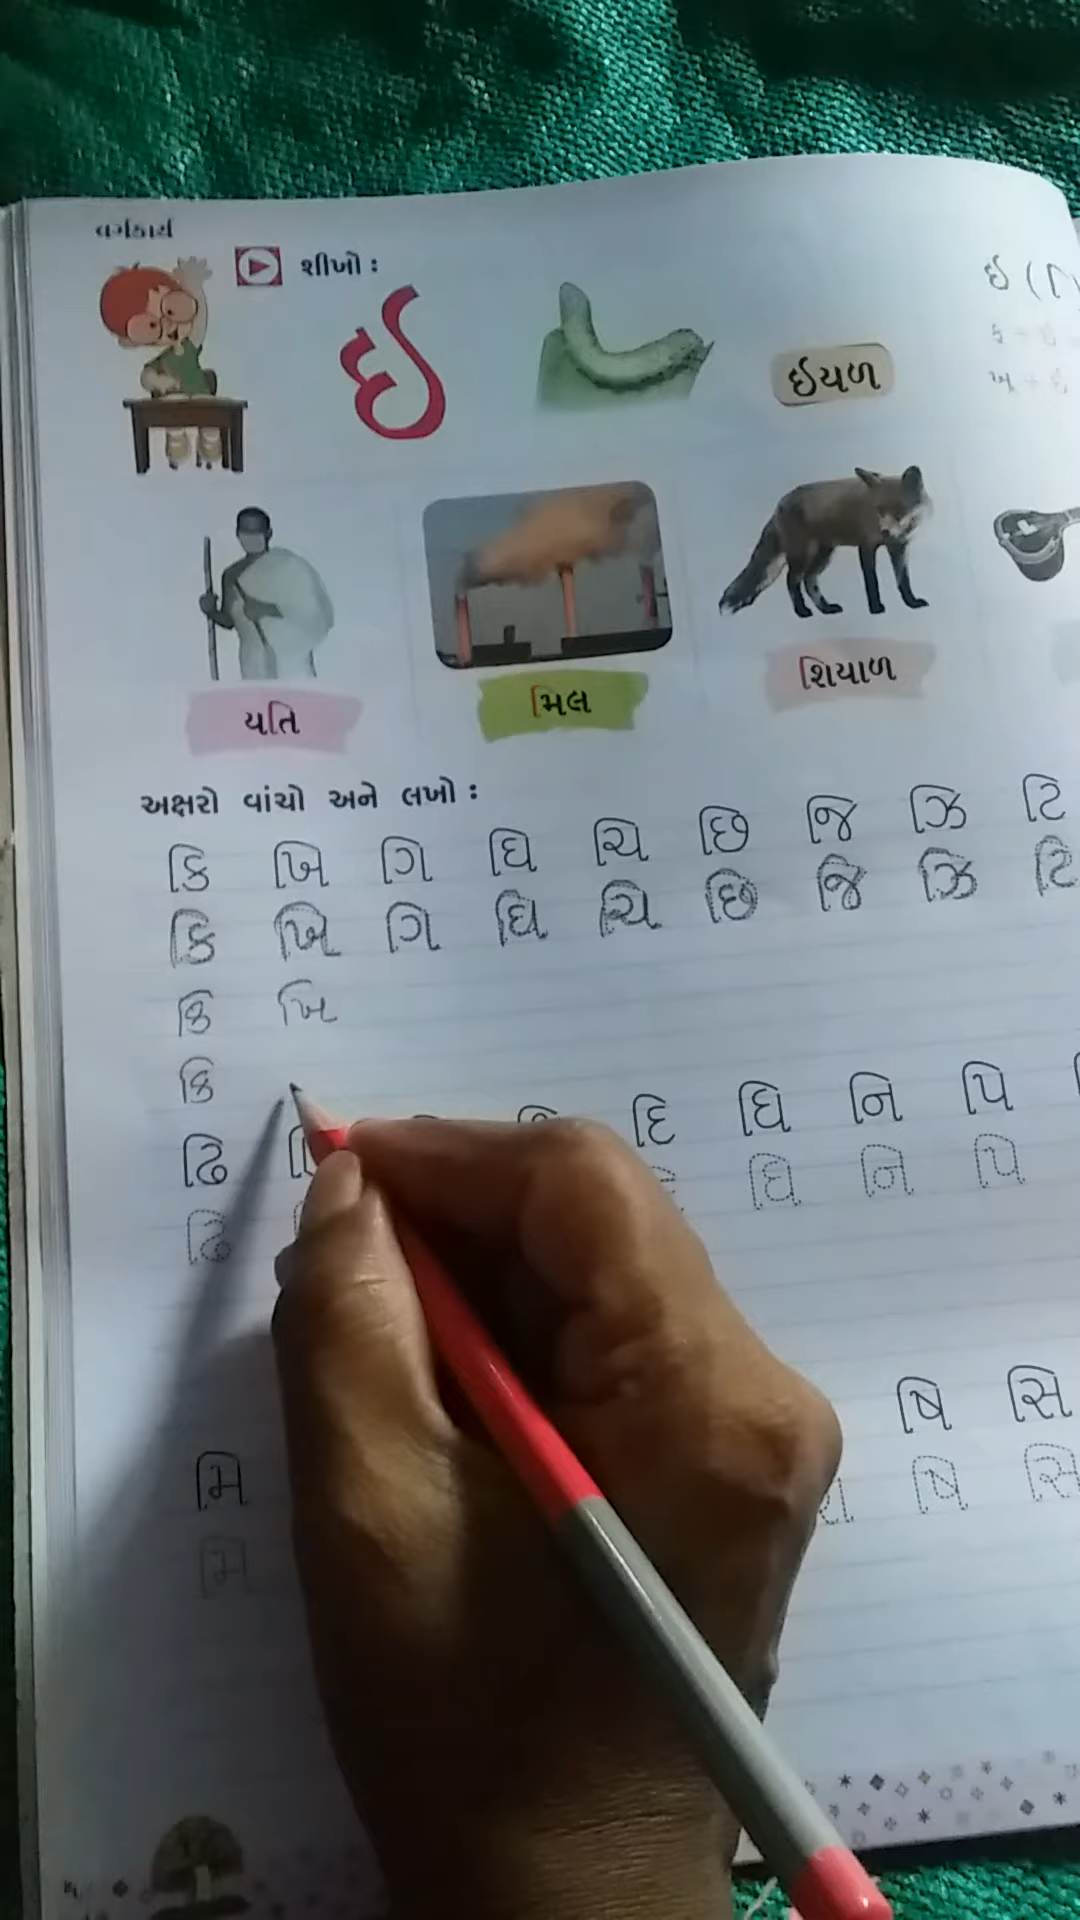 વર્ગકાર્ય
શીખો :
ઈ ઈયળ
યતિ મિલ શિયાળ
અક્ષરો વાંચો અને લખો :
કિ ખિ ગિ ઘિ ચિ છિ જિ ઝિ ટિ
કિ ખિ ગિ ઘિ ચિ છિ જિ ઝિ ટિ
કિ ખિ
કિ
ઢિ દિ ધિ નિ પિ
ઢિ ધિ નિ પિ
ષિ સિ
મિ ષિ સિ
મિ